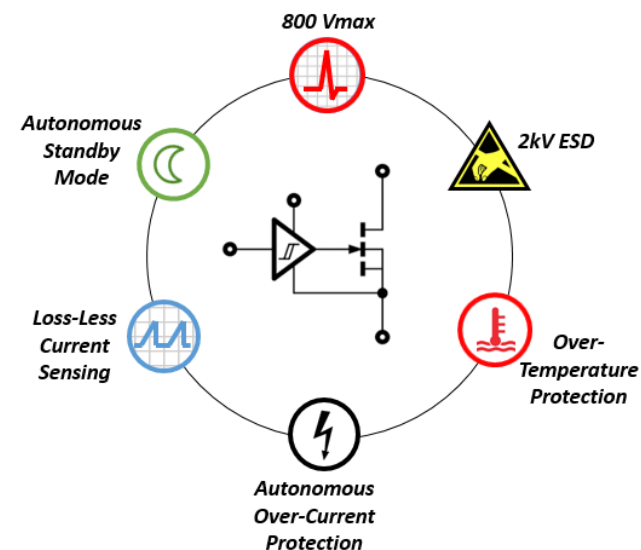 800 Vmax
Autonomous
Standby
Mode
2kV ESD
Loss-Less
Current
Sensing
Over-
Temperature
Protection
Autonomous
Over-Current
Protection